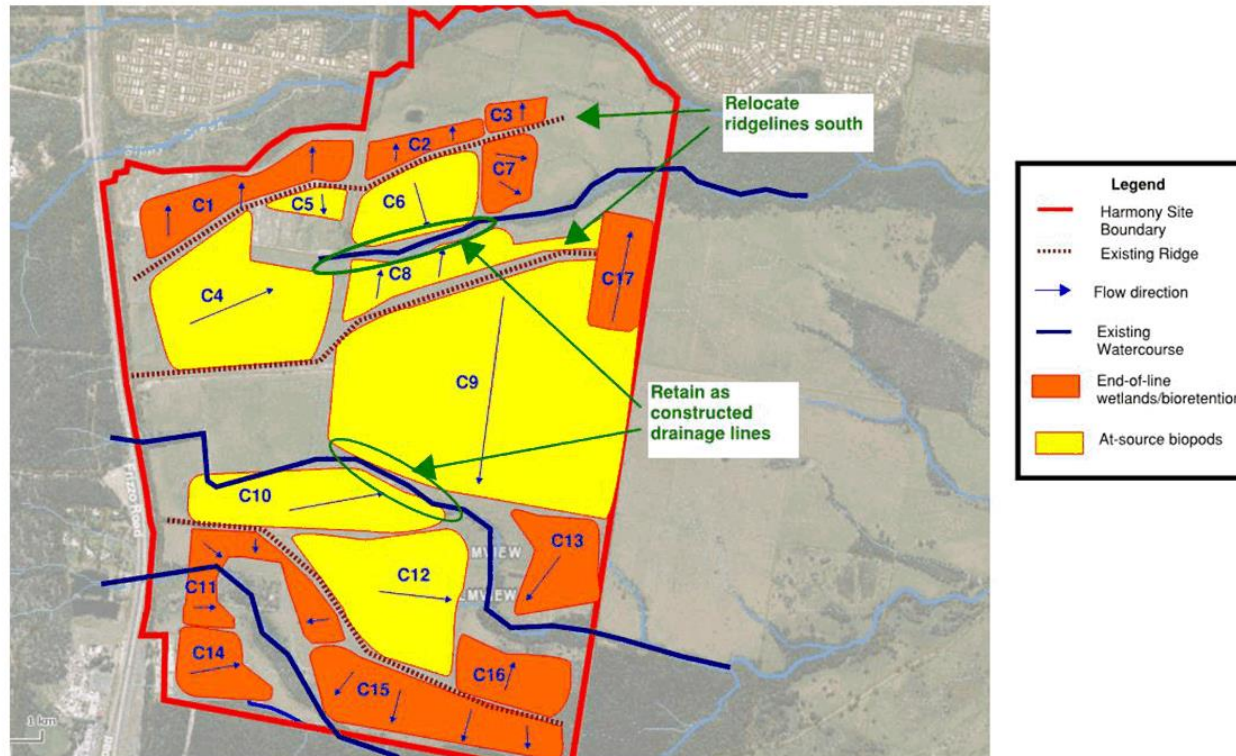 Relocate
ridgelines south
C3
C2
C7
C1
C5
C6
C8
C4
C17
C9
Retain as
constructed
drainage lines
C10
Frizzo Road
C13
MVIEW
C12
LMVIEW
C11
C14
C15
C16
1 km
Legend
Harmony Site
Boundary
Existing Ridge
Flow direction
Existing
Watercourse
End-of-line
wetlands/bioretention
At-source biopods